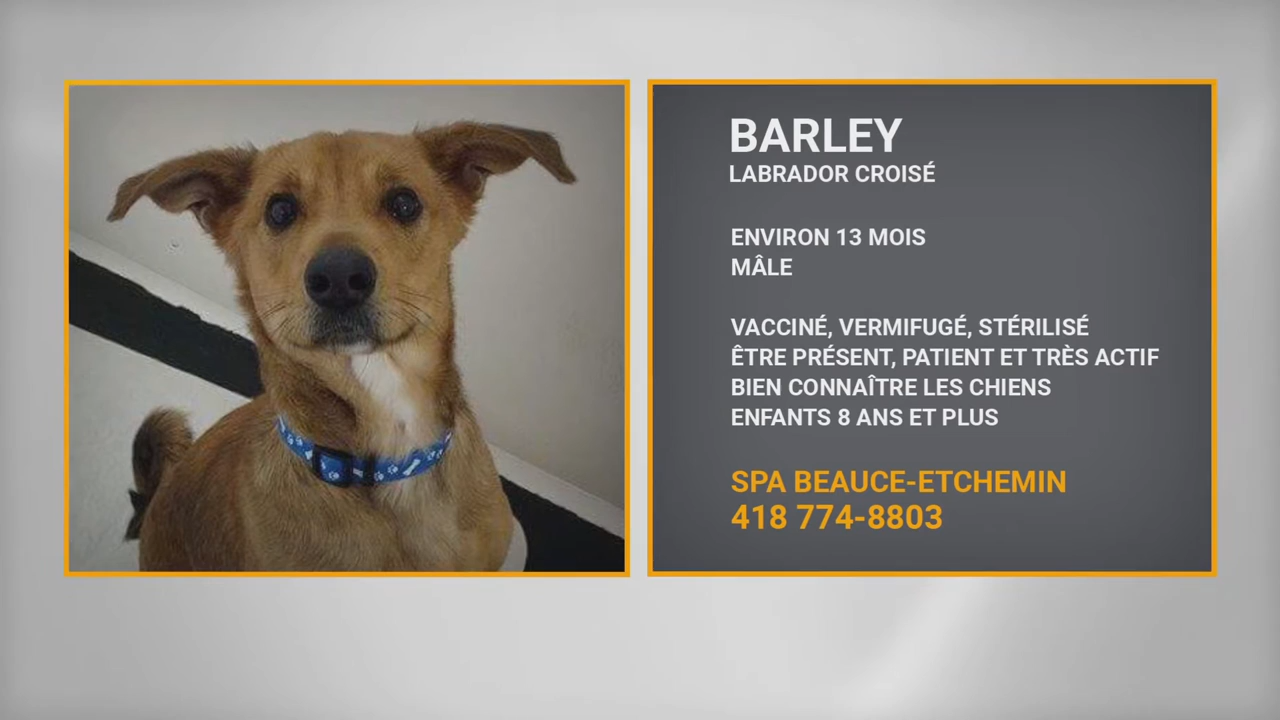 BARLEY
LABRADOR CROISÉ
ENVIRON 13 MOIS
MÂLE
VACCINÉ, VERMIFUGÉ, STÉRILISÉ
ÊTRE PRÉSENT, PATIENT ET TRÈS ACTIF
BIEN CONNAÎTRE LES CHIENS
ENFANTS 8 ANS ET PLUS
SPA BEAUCE-ETCHEMIN
418 774-8803